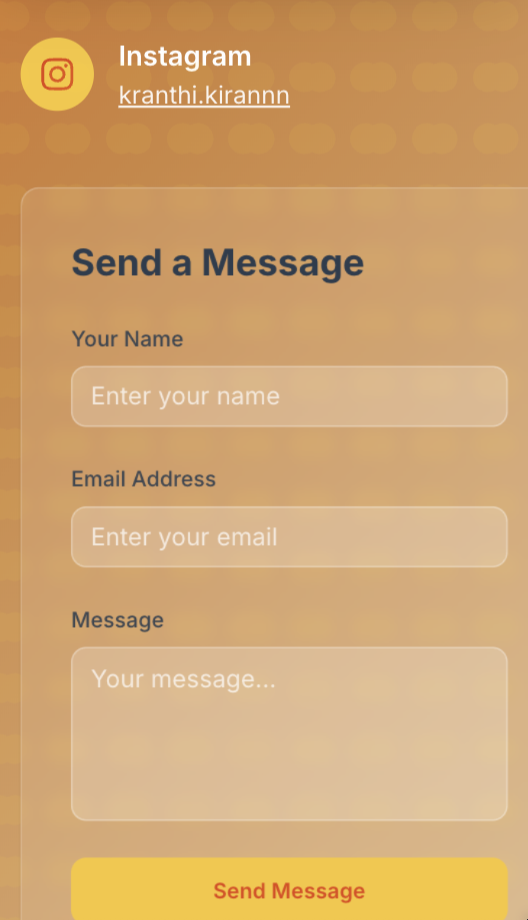 Instagram
kranthi.kirannn
Send a Message
Your Name
Enter your name
Email Address
Enter your email
Message
Your message...
Send Message